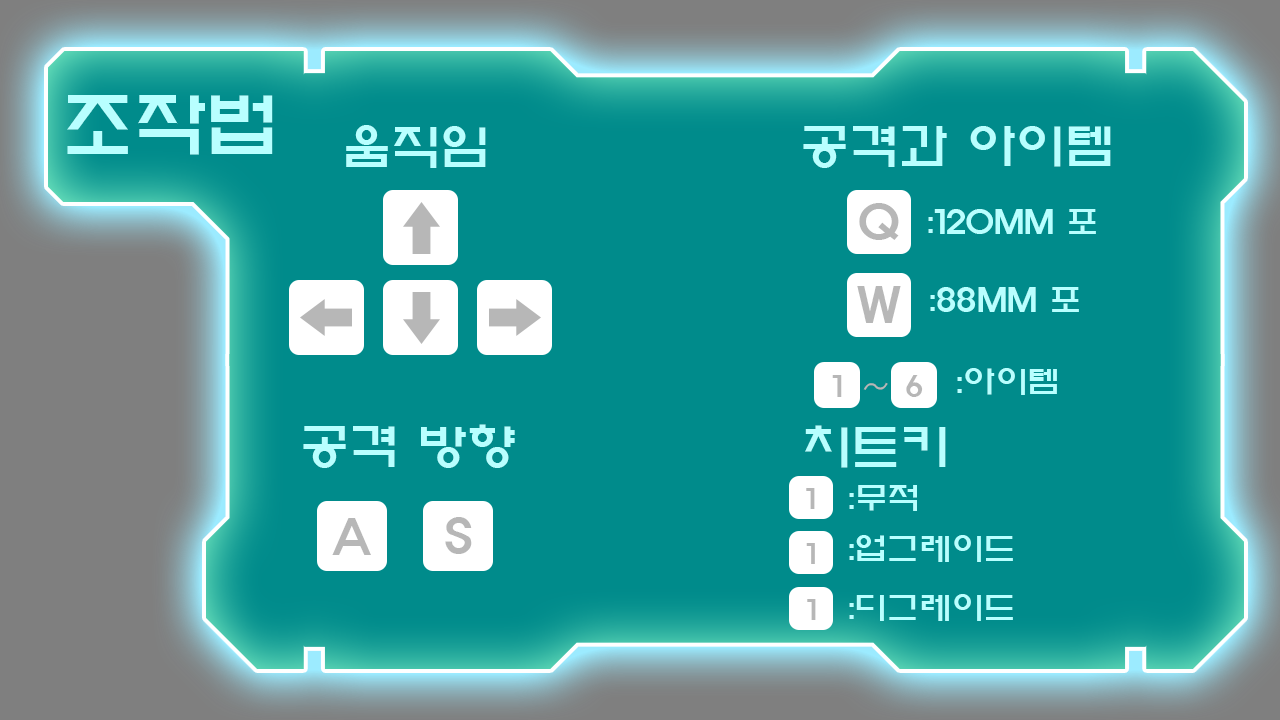 조작법
움직임
공격 방향
A S
공격과 아이템
Q :120MM 포
W :88MM 포
1~6 :아이템
치트키
1 :무적
1 :업그레이드
1 :디그레이드